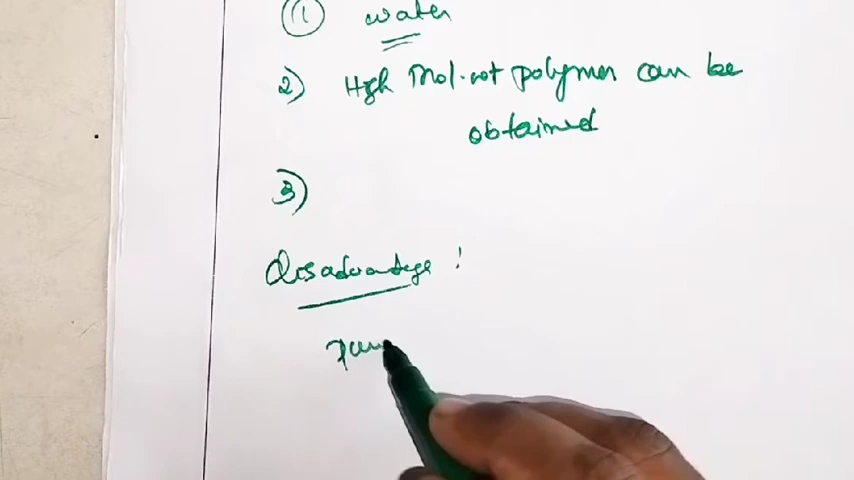 ① water
2) High Mol. wt polymer can be
obtained
3)
Disadvantage :